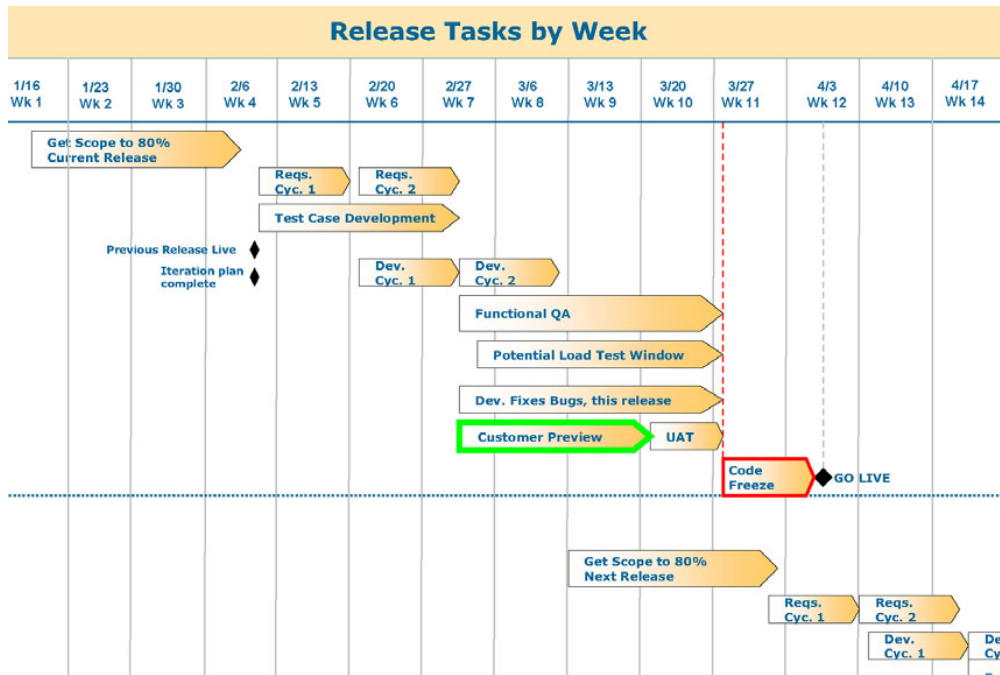 Release Tasks by Week
1/16 1/23 1/30 2/6 2/13 2/20 2/27 3/6 3/13 3/20 3/27 4/3 4/10 4/17
Wk 1 Wk 2 Wk 3 Wk 4 Wk 5 Wk 6 Wk 7 Wk 8 Wk 9 Wk 10 Wk 11 Wk 12 Wk 13 Wk 14
Get Scope to 80%
Current Release
Reqs.
Cyc. 1
Reqs.
Cyc. 2
Test Case Development
Previous Release Live
Iteration plan
complete
Dev.
Cyc. 1
Dev.
Cyc. 2
Functional QA
Potential Load Test Window
Dev. Fixes Bugs, this release
Customer Preview
UAT
Code
Freeze
GO LIVE
Get Scope to 80%
Next Release
Reqs.
Cyc. 1
Reqs.
Cyc. 2
Dev.
Cyc. 1
De
Cy